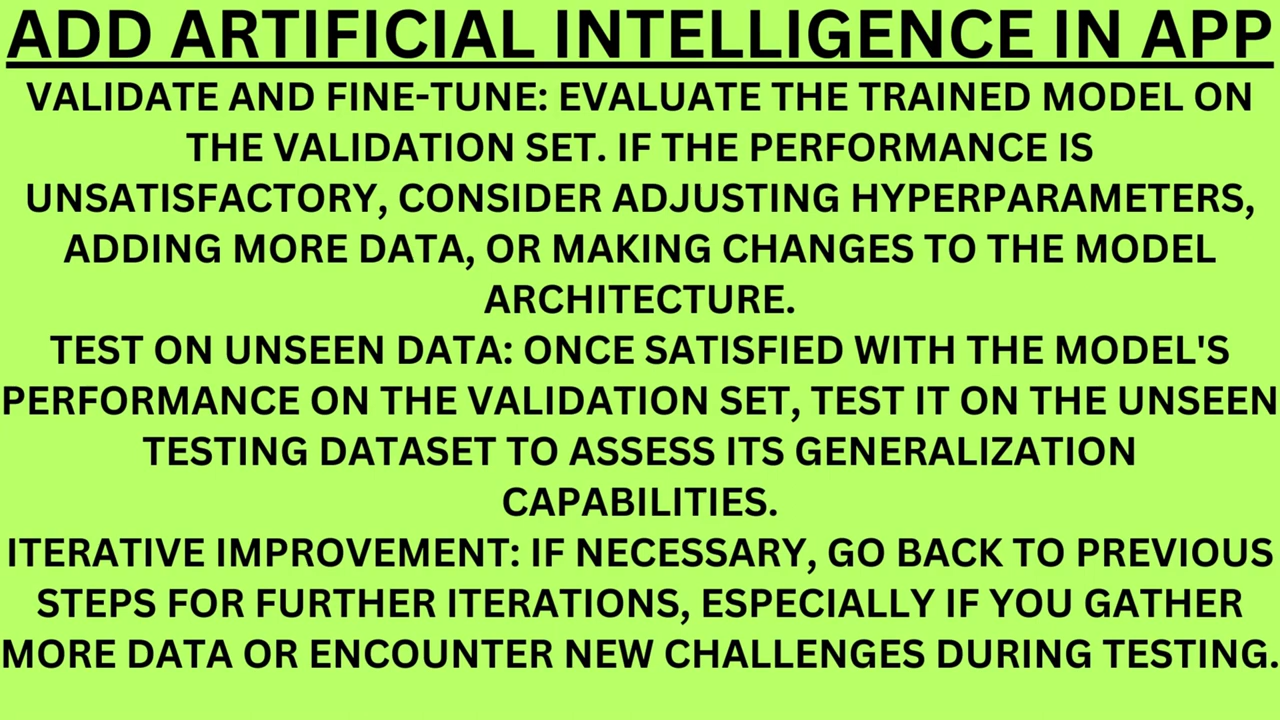 ADD ARTIFICIAL INTELLIGENCE IN APP
VALIDATE AND FINE-TUNE: EVALUATE THE TRAINED MODEL ON
THE VALIDATION SET. IF THE PERFORMANCE IS
UNSATISFACTORY, CONSIDER ADJUSTING HYPERPARAMETERS,
ADDING MORE DATA, OR MAKING CHANGES TO THE MODEL
ARCHITECTURE.
TEST ON UNSEEN DATA: ONCE SATISFIED WITH THE MODEL'S
PERFORMANCE ON THE VALIDATION SET, TEST IT ON THE UNSEEN
TESTING DATASET TO ASSESS ITS GENERALIZATION
CAPABILITIES.
ITERATIVE IMPROVEMENT: IF NECESSARY, GO BACK TO PREVIOUS
STEPS FOR FURTHER ITERATIONS, ESPECIALLY IF YOU GATHER
MORE DATA OR ENCOUNTER NEW CHALLENGES DURING TESTING.